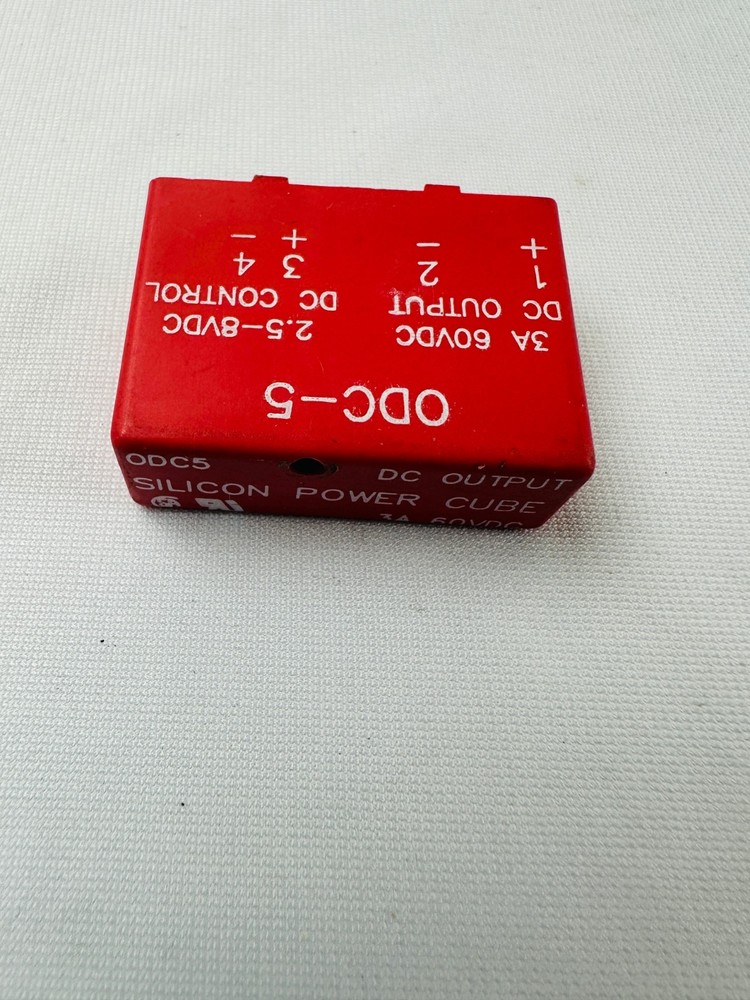 ODC-5
3A 60VDC 2.5-8VDC
DC OUTPUT DC CONTROL
1 2 3 4
+ - + -
ODC5 DC OUTPUT
SILICON POWER CUBE
3A 60VDC